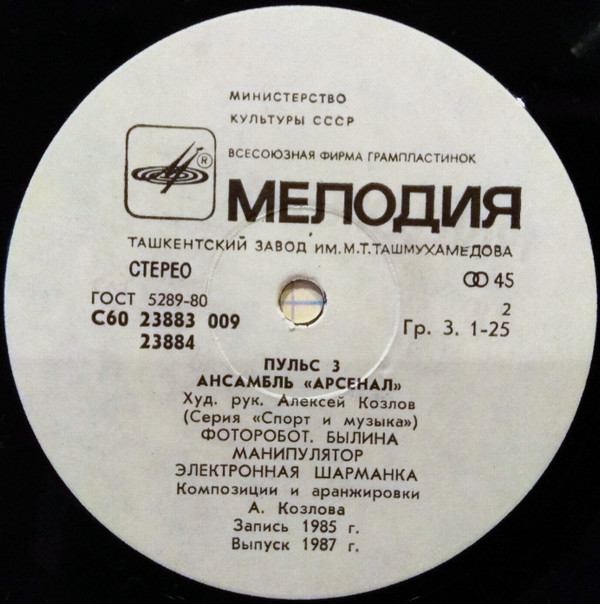 МИНИСТЕРСТВО
КУЛЬТУРЫ СССР
ВСЕСОЮЗНАЯ ФИРМА ГРАМПЛАСТИНОК
®
МЕЛОДИЯ
ТАШКЕНТСКИЙ ЗАВОД ИМ. М.Т.ТАШМУХАМЕДОВА
СТЕРЕО
45
ГОСТ 5289-80
2
С60 23883 009
Гр. 3. 1-25
23884
ПУЛЬС 3
АНСАМБЛЬ «АРСЕНАЛ»
Худ. рук. Алексей Козлов
(Серия «Спорт и музыка»)
ФОТОРОБОТ. БЫЛИНА
МАНИПУЛЯТОР
ЭЛЕКТРОННАЯ ШАРМАНКА
Композиции и аранжировки
А. Козлова
Запись 1985 г.
Выпуск 1987 г.